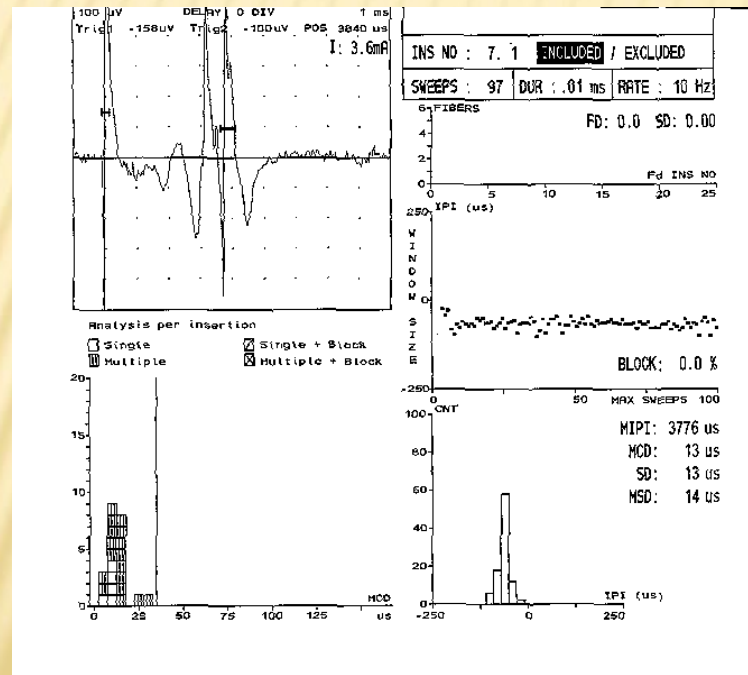 100 uV DELAY 0 DIV 1 ms
Trig1 -158uV Trig2 -100uV POS 3840 us
I: 3.6mA
INS NO : 7. 1 INCLUDED / EXCLUDED
SWEEPS : 97 DUR : .01 ms RATE : 10 Hz
6 FIBERS
FD: 0.0 SD: 0.00
4
2
Fd INS NO
0
0 5 10 15 20 25
250 IPI (us)
WINDOW SIZE
0
BLOCK: 0.0 %
-250
0 50 MAX SWEEPS 100
Analysis per insertion
Single Single + Block
Multiple Multiple + Block
20
15
10
5
0
MCD
0 25 50 75 100 125 us
100 CNT
MIPI: 3776 us
80
MCD: 13 us
SD: 13 us
60
MSD: 14 us
40
20
IPI (us)
0
-250 0 250